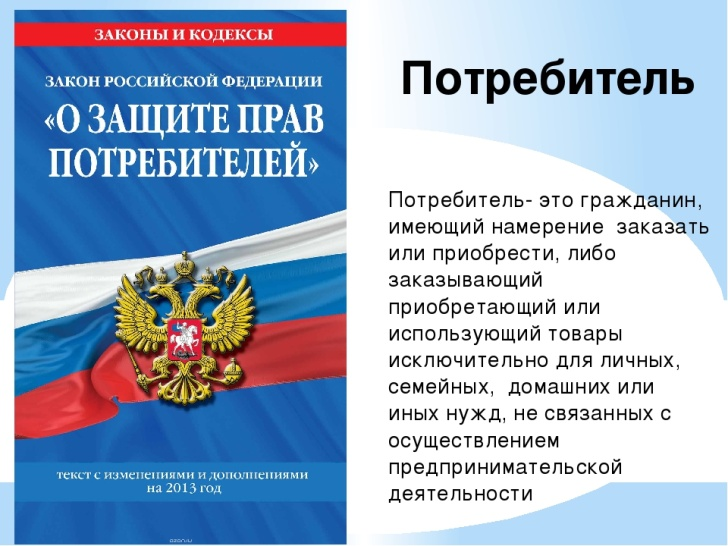 ЗАКОНЫ И КОДЕКСЫ
ЗАКОН РОССИЙСКОЙ ФЕДЕРАЦИИ
«О ЗАЩИТЕ ПРАВ
ПОТРЕБИТЕЛЕЙ»
текст с изменениями и дополнениями
на 2013 год
ozon.ru
Потребитель
Потребитель- это гражданин,
имеющий намерение заказать
или приобрести, либо
заказывающий
приобретающий или
использующий товары
исключительно для личных,
семейных, домашних или
иных нужд, не связанных с
осуществлением
предпринимательской
деятельности